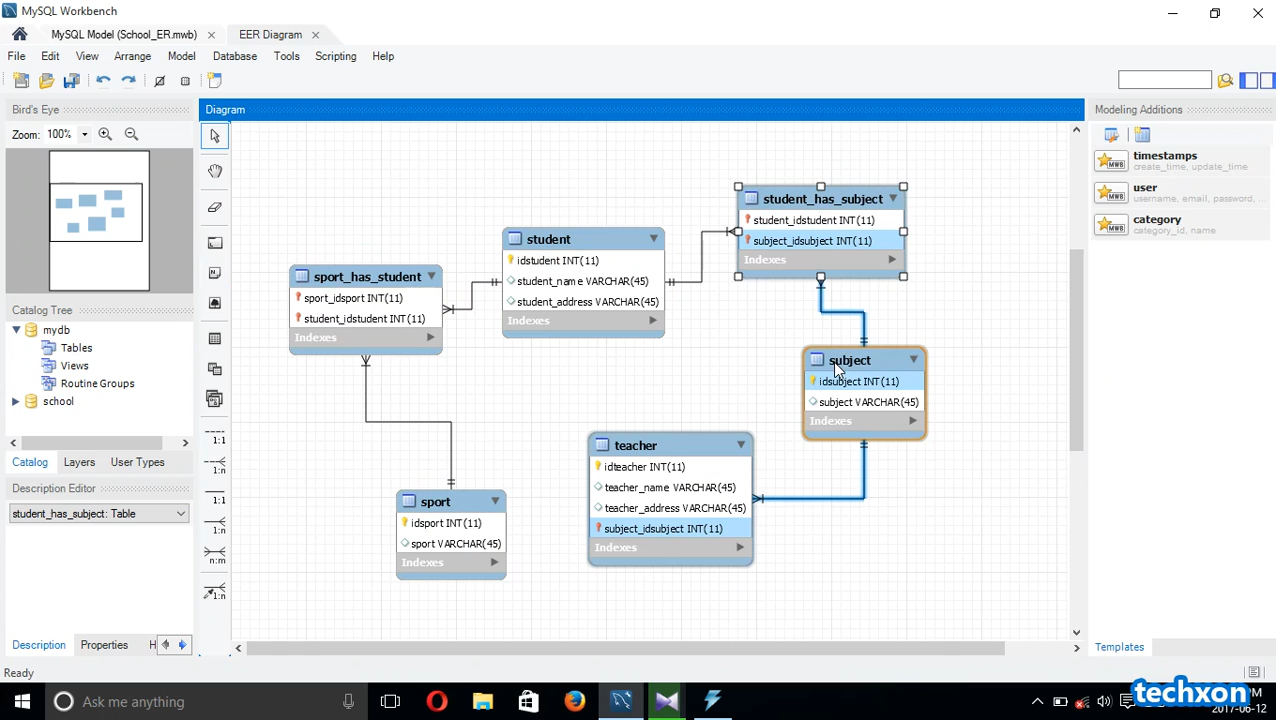 MySQL Workbench
MySQL Model (School_ER.mwb)
EER Diagram
File Edit View Arrange Model Database Tools Scripting Help
Bird's Eye
Zoom: 100%
Catalog Tree
mydb
Tables
Views
Routine Groups
school
Catalog Layers User Types
Description Editor
student_has_subject: Table
Description Properties H
Ready
Diagram
1:1
1:n
1:1
1:n
n:m
sport_has_student
sport_idsport INT(11)
student_idstudent INT(11)
Indexes
student
idstudent INT(11)
student_name VARCHAR(45)
student_address VARCHAR(45)
Indexes
student_has_subject
student_idstudent INT(11)
subject_idsubject INT(11)
Indexes
subject
idsubject INT(11)
subject VARCHAR(45)
Indexes
teacher
idteacher INT(11)
teacher_name VARCHAR(45)
teacher_address VARCHAR(45)
subject_idsubject INT(11)
Indexes
sport
idsport INT(11)
sport VARCHAR(45)
Indexes
Modeling Additions
timestamps
create_time, update_time
user
username, email, password, ...
category
category_id, name
Templates
Ask me anything
techxon
2017-06-12